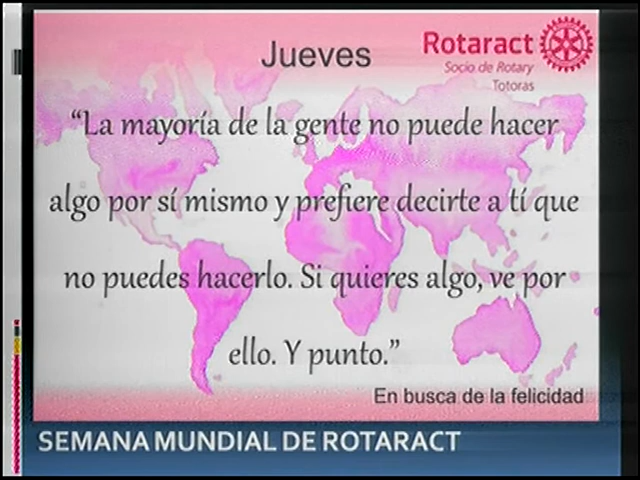 Jueves
Rotaract
Socio de Rotary
Totoras
“La mayoría de la gente no puede hacer
algo por sí mismo y prefiere decirte a tí que
no puedes hacerlo. Si quieres algo, ve por
ello. Y punto.”
En busca de la felicidad
SEMANA MUNDIAL DE ROTARACT